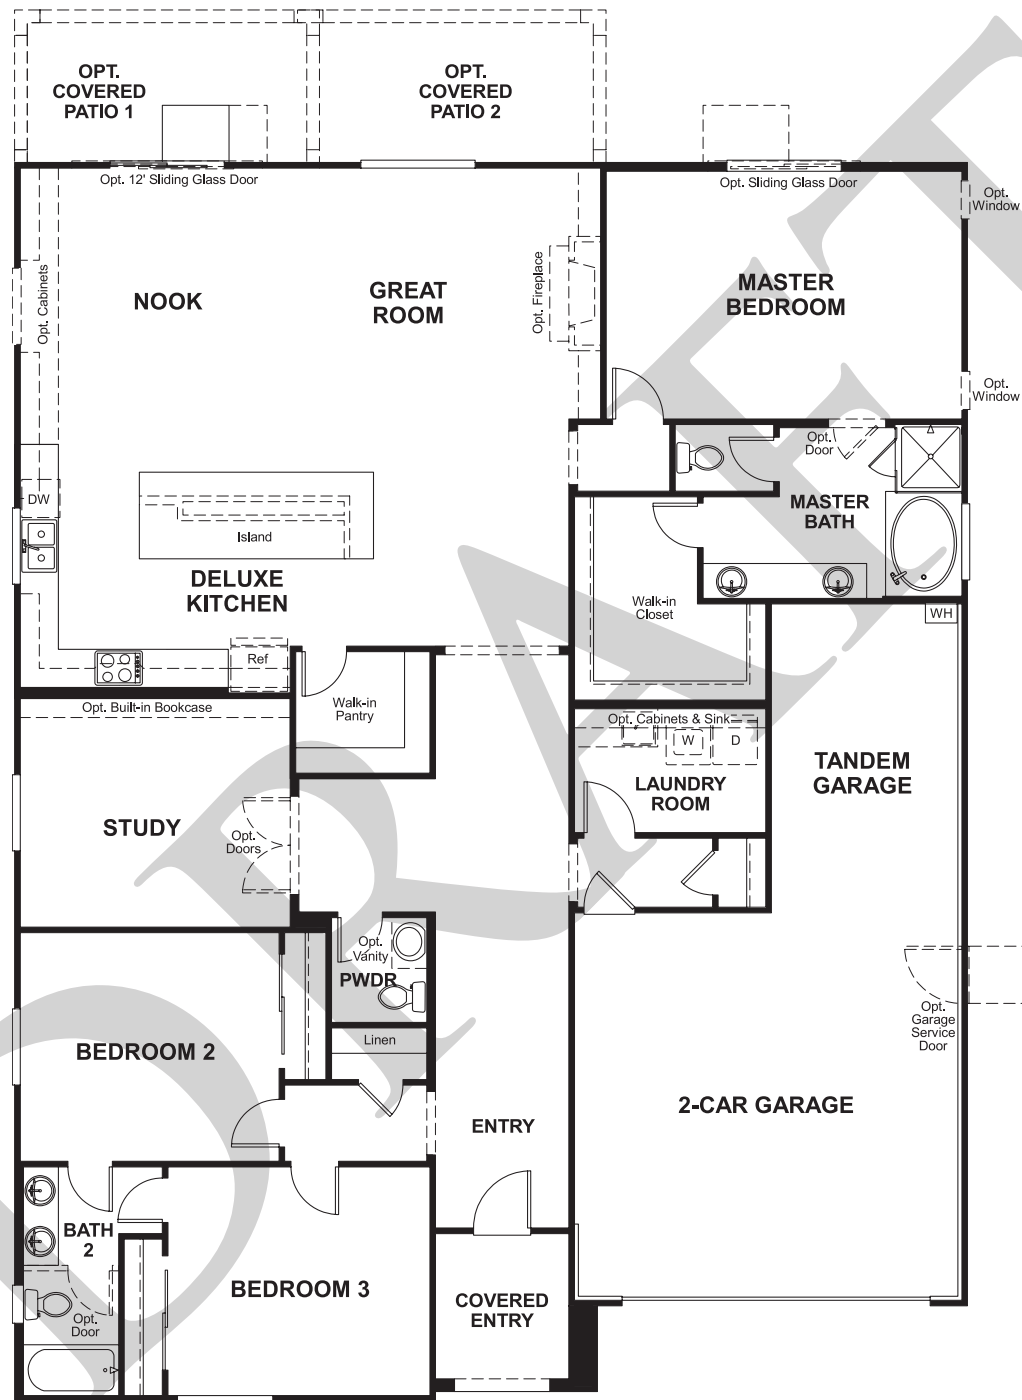 OPT.
COVERED
PATIO 1
OPT.
COVERED
PATIO 2
Opt. 12' Sliding Glass Door
Opt. Sliding Glass Door
Opt.
Window
Opt. Cabinets
NOOK
GREAT
ROOM
Opt. Fireplace
MASTER
BEDROOM
Opt.
Window
Opt.
Door
DW
MASTER
BATH
Island
DELUXE
KITCHEN
Walk-in
Closet
WH
Ref
Walk-in
Pantry
Opt. Built-in Bookcase
Opt. Cabinets & Sink
W
D
TANDEM
GARAGE
LAUNDRY
ROOM
STUDY
Opt.
Doors
Opt.
Vanity
PWDR
Opt.
Garage
Service
Door
Linen
BEDROOM 2
2-CAR GARAGE
ENTRY
BATH
2
BEDROOM 3
COVERED
ENTRY
Opt.
Door
DRAFT